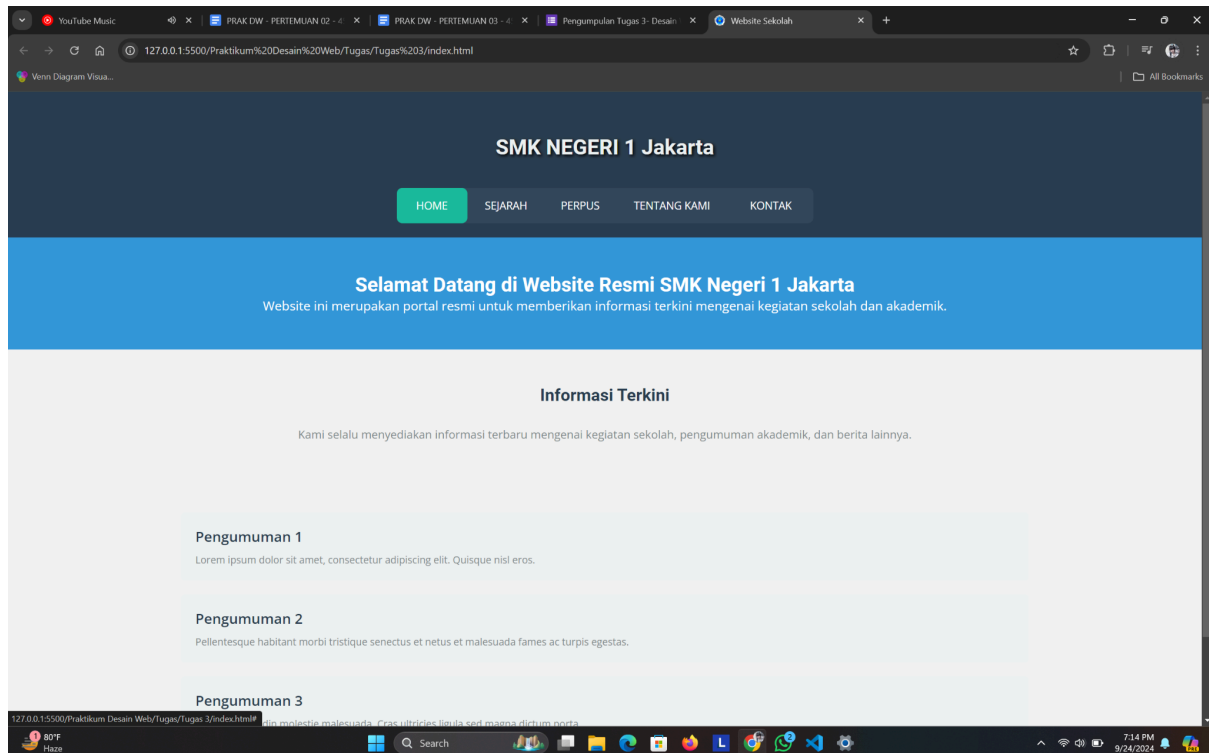 YouTube Music
PRAK DW - PERTEMUAN 02 - 4
PRAK DW - PERTEMUAN 03 - 4
Pengumpulan Tugas 3- Desain
Website Sekolah
127.0.0.1:5500/Praktikum%20Desain%20Web/Tugas/Tugas%203/index.html
Venn Diagram Visua...
All Bookmarks
SMK NEGERI 1 Jakarta
HOME SEJARAH PERPUS TENTANG KAMI KONTAK
Selamat Datang di Website Resmi SMK Negeri 1 Jakarta
Website ini merupakan portal resmi untuk memberikan informasi terkini mengenai kegiatan sekolah dan akademik.
Informasi Terkini
Kami selalu menyediakan informasi terbaru mengenai kegiatan sekolah, pengumuman akademik, dan berita lainnya.
Pengumuman 1
Lorem ipsum dolor sit amet, consectetur adipiscing elit. Quisque nisl eros.
Pengumuman 2
Pellentesque habitant morbi tristique senectus et netus et malesuada fames ac turpis egestas.
Pengumuman 3
molestie malesuada. Cras ultricies ligula sed magna dictum porta.
127.0.0.1:5500/Praktikum Desain Web/Tugas/Tugas 3/index.html#
1
80°F
Haze
Search
L
7:14 PM
9/24/2024